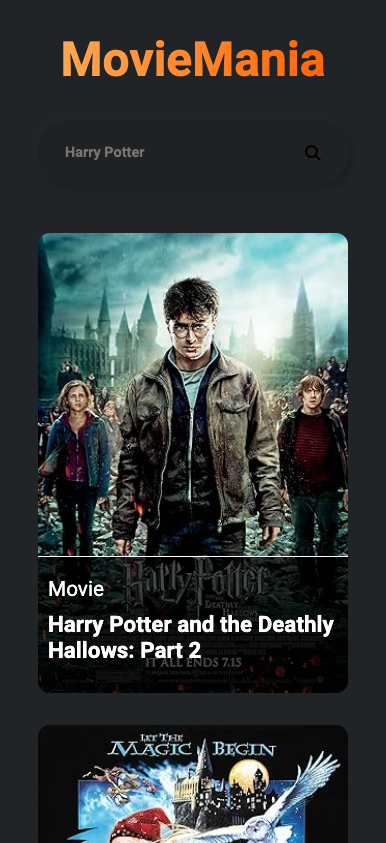 MovieMania
Harry Potter
Movie
Harry Potter
DEATHLY
HALLOWS
Harry Potter and the Deathly
Hallows: Part 2
IT ALL ENDS 7.15
LET THE
MAGIC BEGIN